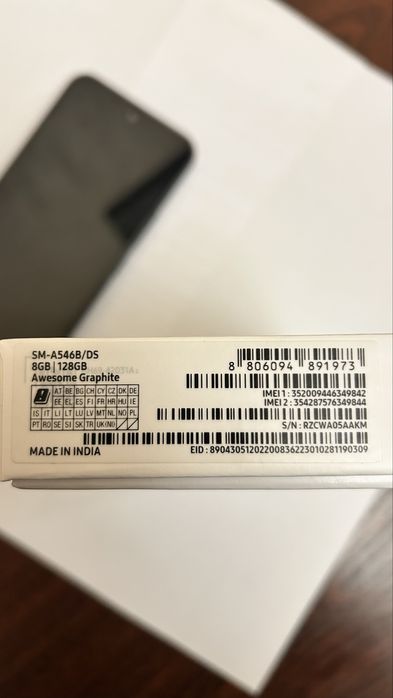 SM-A546B/DS
8GB | 128GB
Awesome Graphite
8 806094 891973
IMEI 1 : 352009446349842
IMEI 2 : 354287576349844
S/N : RZCWA05AAKM
AT BE BG CH CY CZ DK DE
EE EL ES FI FR HR HU IE
IS IT LI LT LU LV MT NL NO PL
PT RO SE SI SK TR UK(NI)
MADE IN INDIA
EID : 89043051202200836223010281190309